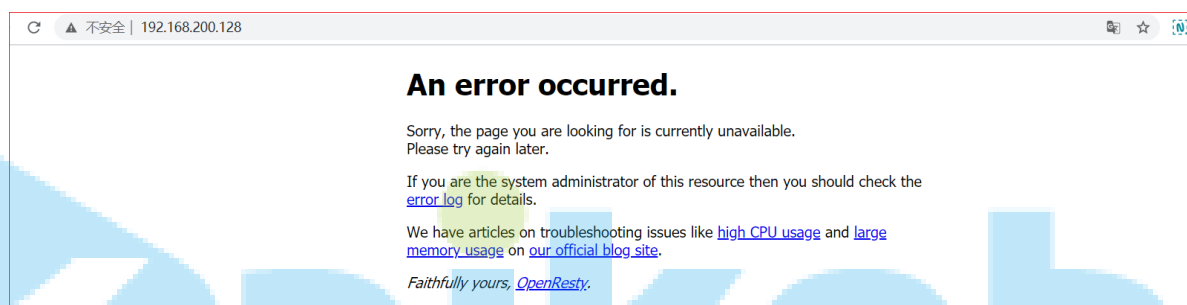 不安全 | 192.168.200.128
An error occurred.
Sorry, the page you are looking for is currently unavailable.
Please try again later.
If you are the system administrator of this resource then you should check the
error log for details.
We have articles on troubleshooting issues like high CPU usage and large
memory usage on our official blog site.
Faithfully yours, OpenResty.